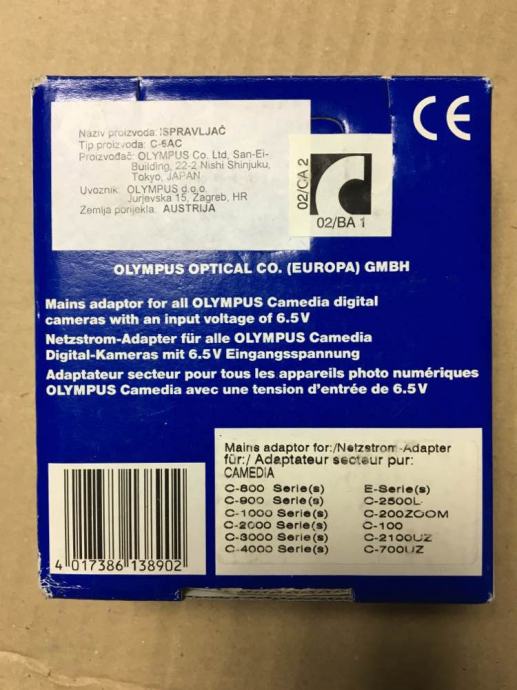 Naziv proizvoda: ISPRAVLJAČ
Tip proizvoda: C-6AC
Proizvođač: OLYMPUS Co. Ltd, San-Ei-
Building, 22-2 Nishi Shinjuku,
Tokyo, JAPAN
Uvoznik: OLYMPUS d.o.o.
Jurjevska 15, Zagreb, HR
Zemlja porijekla: AUSTRIJA
02/CA 2
02/BA 1
CE
OLYMPUS OPTICAL CO. (EUROPA) GMBH
Mains adaptor for all OLYMPUS Camedia digital
cameras with an input voltage of 6.5V
Netzstrom-Adapter für alle OLYMPUS Camedia
Digital-Kameras mit 6.5V Eingangsspannung
Adaptateur secteur pour tous les appareils photo numériques
OLYMPUS Camedia avec une tension d'entrée de 6.5V
Mains adaptor for:/Netzstrom-Adapter
für:/ Adaptateur secteur pur:
CAMEDIA
C-800 Serie(s) E-Serie(s)
C-900 Serie(s) C-2500L
C-1000 Serie(s) C-200ZOOM
C-2000 Serie(s) C-100
C-3000 Serie(s) C-2100UZ
C-4000 Serie(s) C-700UZ
4 017386 138902